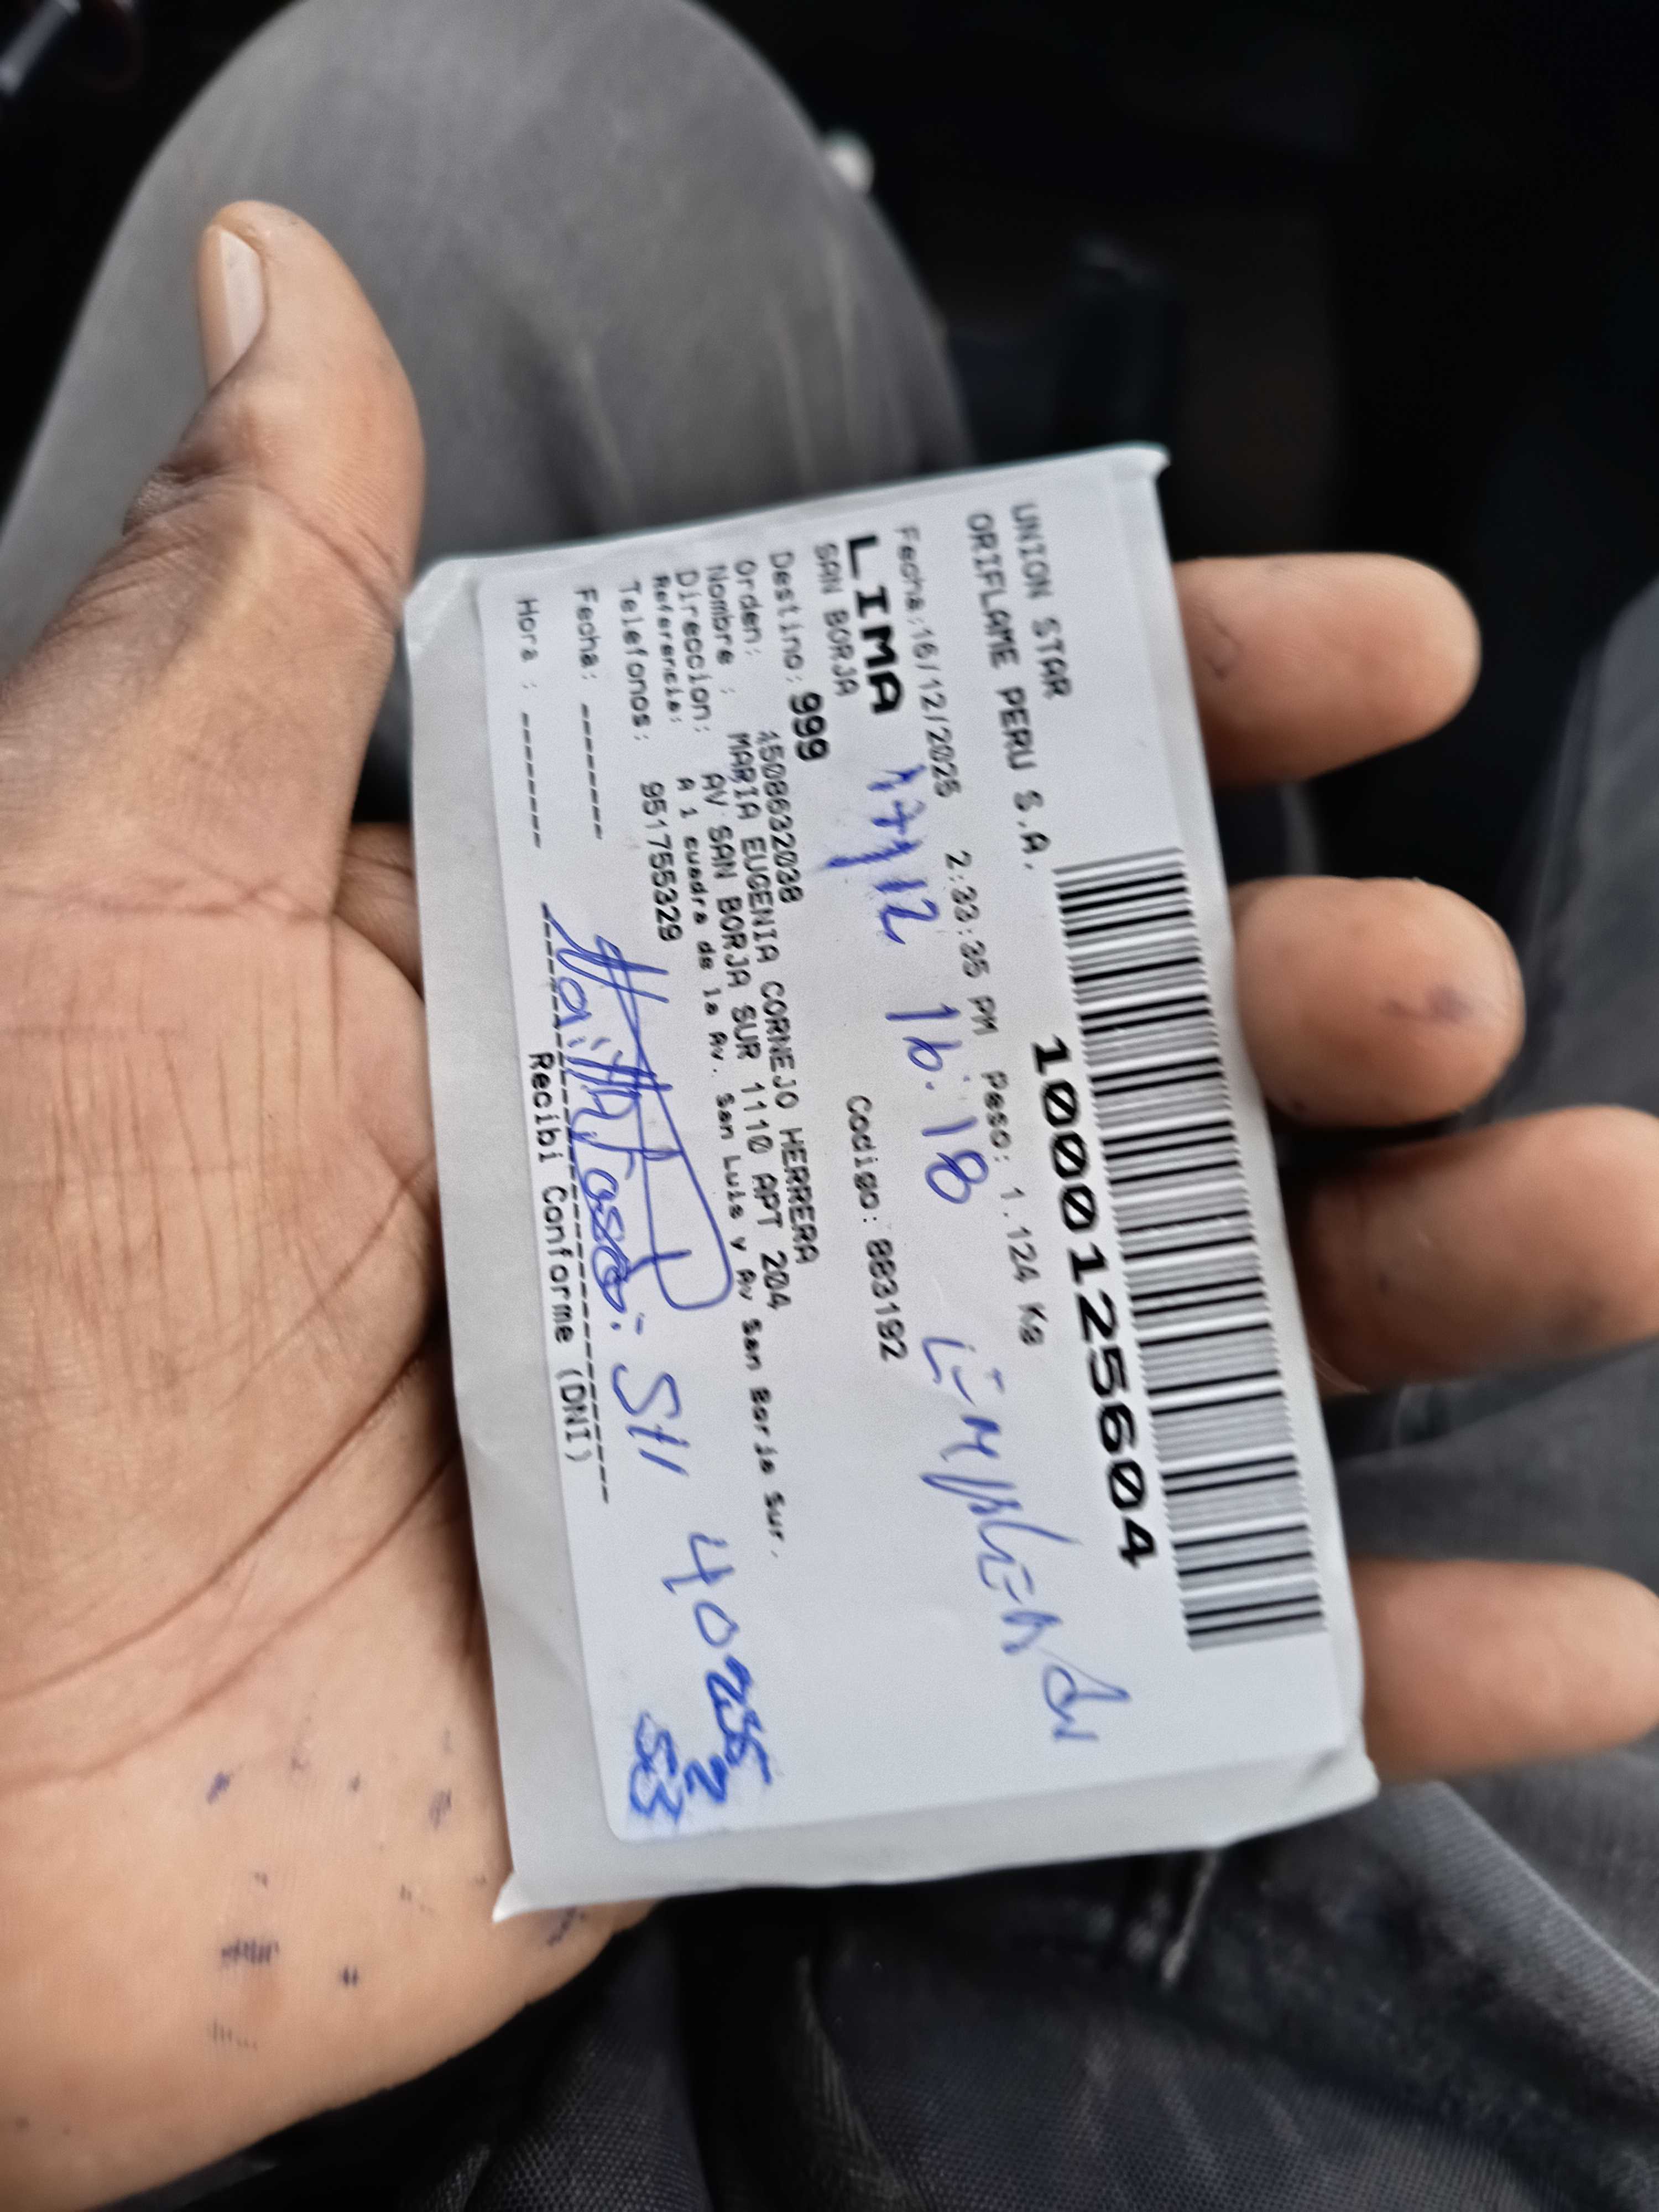 UNION STAR
ORIFLAME PERU S.A.
1000125604
Fecha:16/12/2025 2:33:35 PM Peso: 1.124 Kg
LIMA 17/12 16:18
SAN BORJA Codigo: 883192
Destino: 999
Orden: 1508632038
Nombre : MARIA EUGENIA CORNEJO HERRERA
Direccion: AV SAN BORJA SUR 1110 APT 204
Referencia: A 1 cuadra de la Av. San Luis y Av San Borja Sur.
Telefonos: 951755329
Fecha: -------
Hora : -------
Recibi Conforme (DNI)